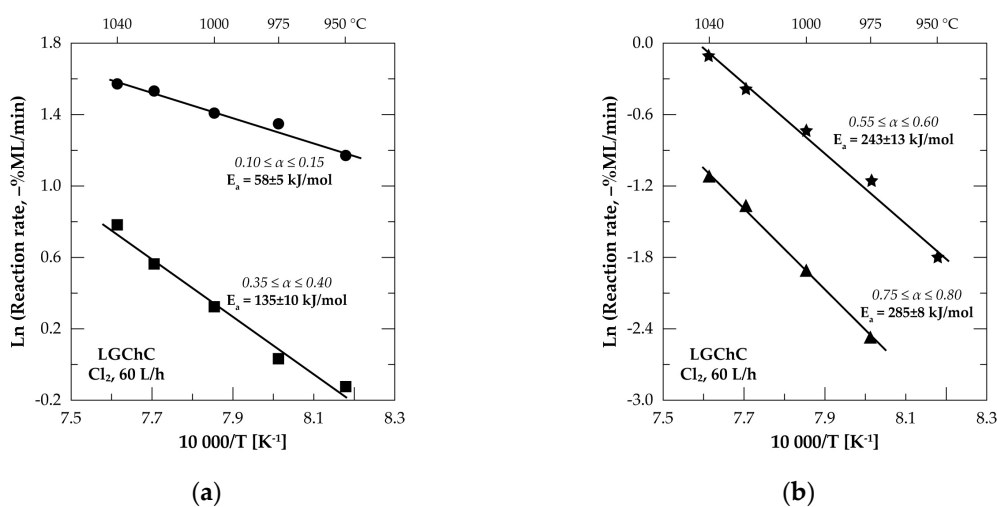 1040 1000 975 950 °C
1.8
1.4
1.0
0.6
0.2
-0.2
Ln (Reaction rate, –%ML/min)
0.10 ≤ α ≤ 0.15
Eₐ = 58±5 kJ/mol
0.35 ≤ α ≤ 0.40
Eₐ = 135±10 kJ/mol
LGChC
Cl₂, 60 L/h
7.5 7.7 7.9 8.1 8.3
10 000/T [K⁻¹]
(a)
1040 1000 975 950 °C
0.0
-0.6
-1.2
-1.8
-2.4
-3.0
Ln (Reaction rate, –%ML/min)
0.55 ≤ α ≤ 0.60
Eₐ = 243±13 kJ/mol
0.75 ≤ α ≤ 0.80
Eₐ = 285±8 kJ/mol
LGChC
Cl₂, 60 L/h
7.5 7.7 7.9 8.1 8.3
10 000/T [K⁻¹]
(b)